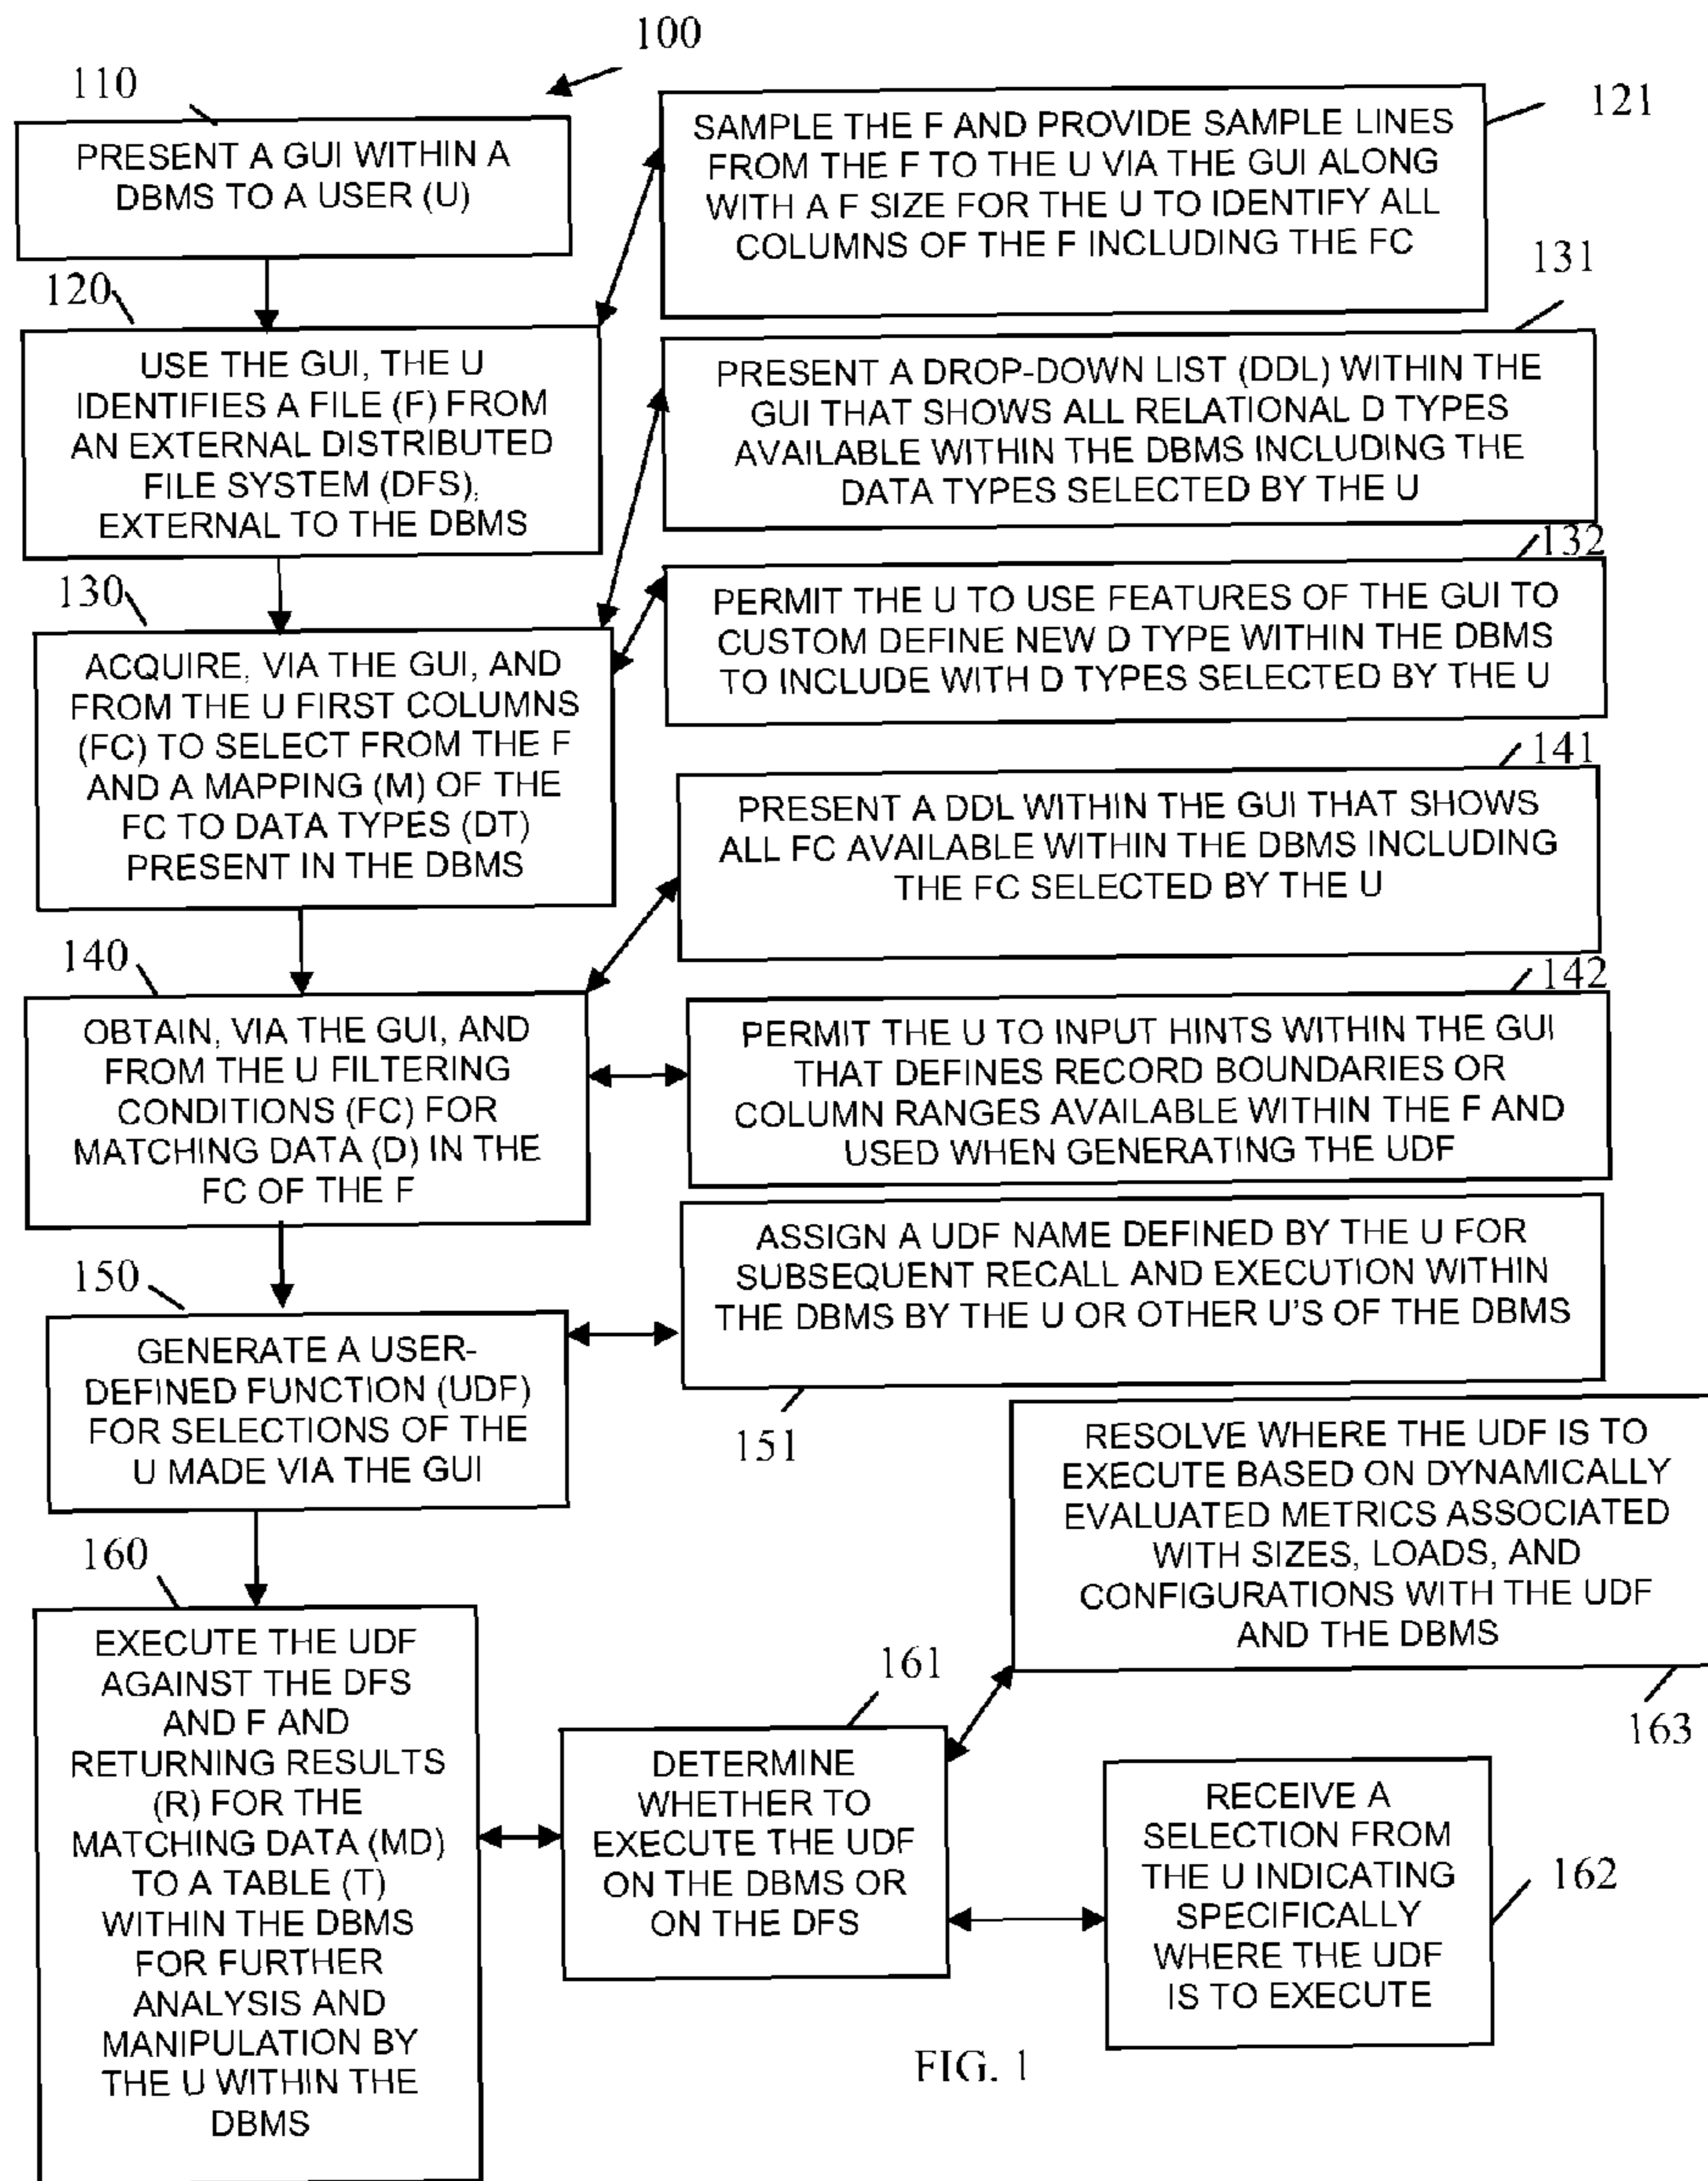 100
110
PRESENT A GUI WITHIN A
DBMS TO A USER (U)
121
SAMPLE THE F AND PROVIDE SAMPLE LINES
FROM THE F TO THE U VIA THE GUI ALONG
WITH A F SIZE FOR THE U TO IDENTIFY ALL
COLUMNS OF THE F INCLUDING THE FC
120
USE THE GUI, THE U
IDENTIFIES A FILE (F) FROM
AN EXTERNAL DISTRIBUTED
FILE SYSTEM (DFS),
EXTERNAL TO THE DBMS
131
PRESENT A DROP-DOWN LIST (DDL) WITHIN THE
GUI THAT SHOWS ALL RELATIONAL D TYPES
AVAILABLE WITHIN THE DBMS INCLUDING THE
DATA TYPES SELECTED BY THE U
132
PERMIT THE U TO USE FEATURES OF THE GUI TO
CUSTOM DEFINE NEW D TYPE WITHIN THE DBMS
TO INCLUDE WITH D TYPES SELECTED BY THE U
130
ACQUIRE, VIA THE GUI, AND
FROM THE U FIRST COLUMNS
(FC) TO SELECT FROM THE F
AND A MAPPING (M) OF THE
FC TO DATA TYPES (DT)
PRESENT IN THE DBMS
141
PRESENT A DDL WITHIN THE GUI THAT SHOWS
ALL FC AVAILABLE WITHIN THE DBMS INCLUDING
THE FC SELECTED BY THE U
140
OBTAIN, VIA THE GUI, AND
FROM THE U FILTERING
CONDITIONS (FC) FOR
MATCHING DATA (D) IN THE
FC OF THE F
142
PERMIT THE U TO INPUT HINTS WITHIN THE GUI
THAT DEFINES RECORD BOUNDARIES OR
COLUMN RANGES AVAILABLE WITHIN THE F AND
USED WHEN GENERATING THE UDF
150
GENERATE A USER-
DEFINED FUNCTION (UDF)
FOR SELECTIONS OF THE
U MADE VIA THE GUI
ASSIGN A UDF NAME DEFINED BY THE U FOR
SUBSEQUENT RECALL AND EXECUTION WITHIN
THE DBMS BY THE U OR OTHER U'S OF THE DBMS
151
160
EXECUTE THE UDF
AGAINST THE DFS
AND F AND
RETURNING RESULTS
(R) FOR THE
MATCHING DATA (MD)
TO A TABLE (T)
WITHIN THE DBMS
FOR FURTHER
ANALYSIS AND
MANIPULATION BY
THE U WITHIN THE
DBMS
161
DETERMINE
WHETHER TO
EXECUTE THE UDF
ON THE DBMS OR
ON THE DFS
RESOLVE WHERE THE UDF IS TO
EXECUTE BASED ON DYNAMICALLY
EVALUATED METRICS ASSOCIATED
WITH SIZES, LOADS, AND
CONFIGURATIONS WITH THE UDF
AND THE DBMS
163
RECEIVE A
SELECTION FROM
THE U INDICATING
SPECIFICALLY
WHERE THE UDF
IS TO EXECUTE
162
FIG. 1